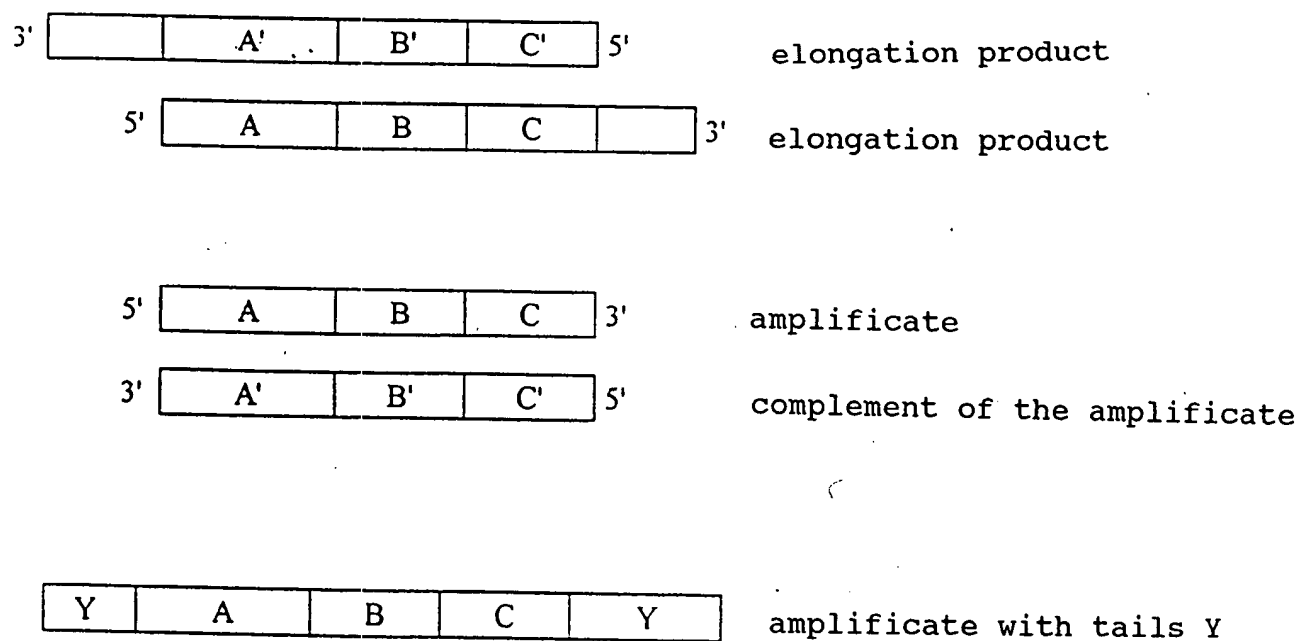 3' A' B' C' 5' elongation product
5' A B C 3' elongation product
5' A B C 3' amplificate
3' A' B' C' 5' complement of the amplificate
Y A B C Y amplificate with tails Y